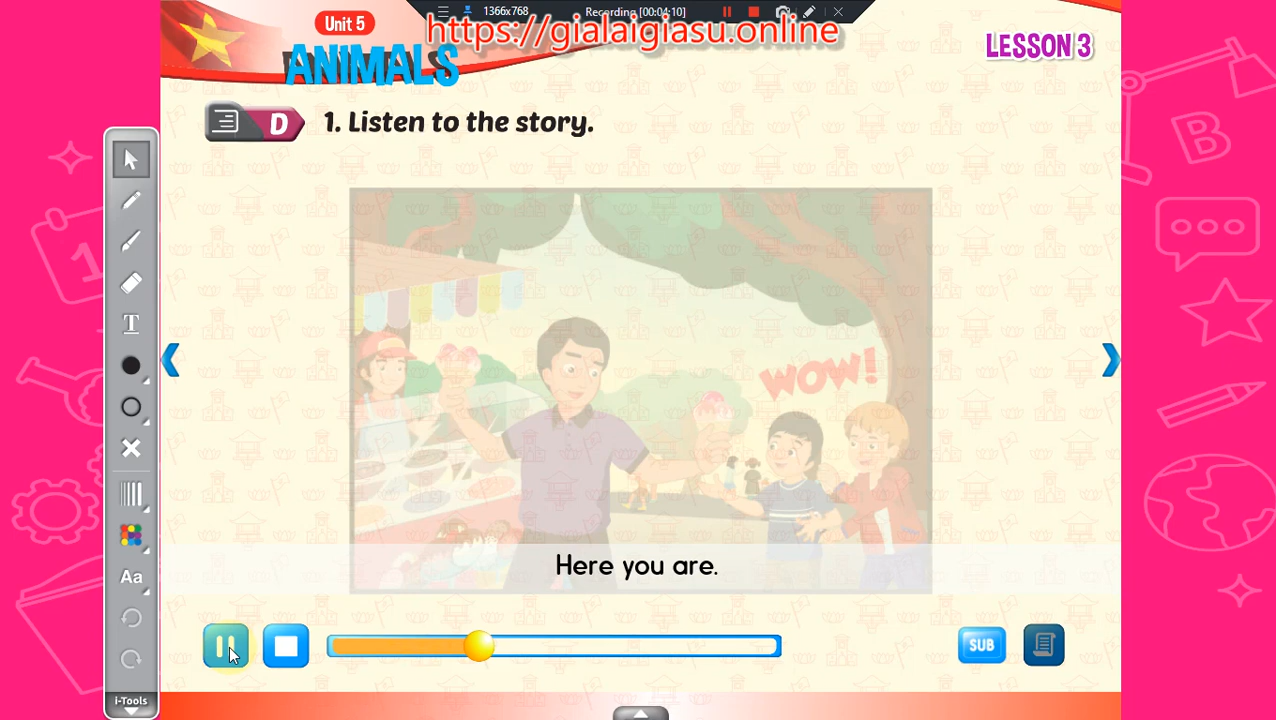 1366x768
Recording [00:04:10]
https://gialaigiasu.online
Unit 5
ANIMALS
LESSON 3
D
1. Listen to the story.
WOW!
Here you are.
SUB
T
Aa
i-Tools
B
1